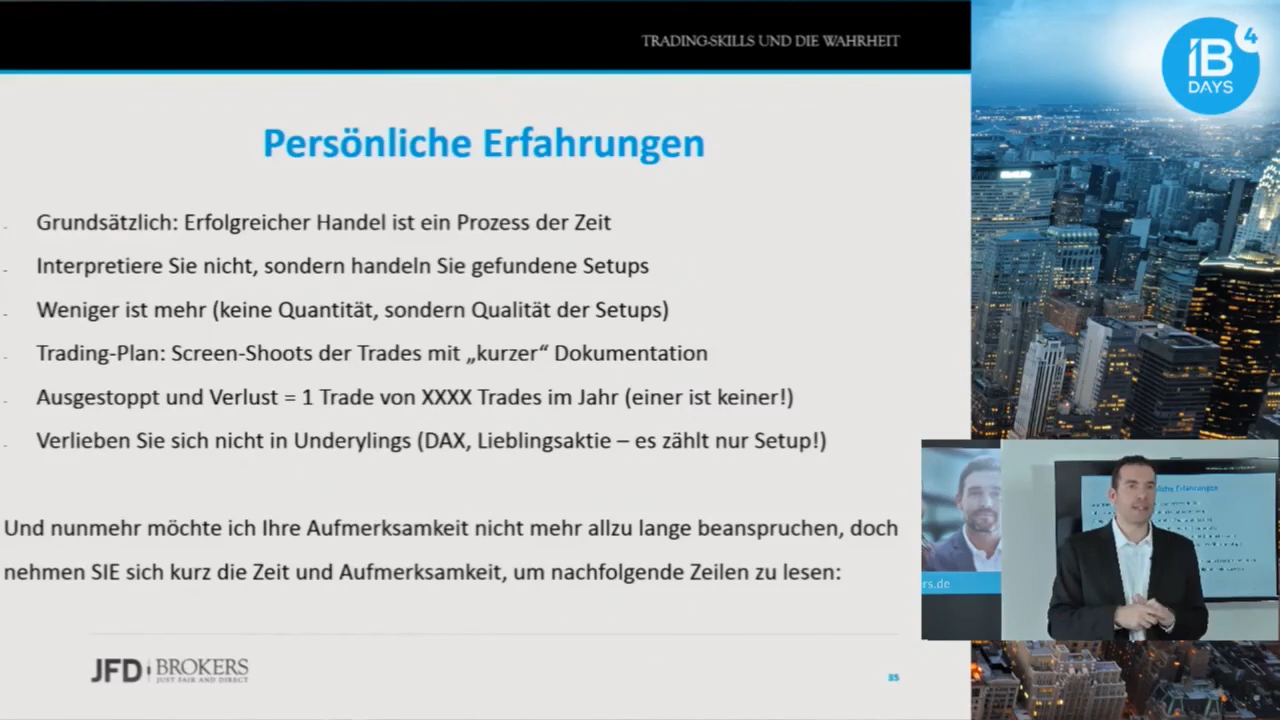 TRADING-SKILLS UND DIE WAHRHEIT
4
iB
DAYS
Persönliche Erfahrungen
- Grundsätzlich: Erfolgreicher Handel ist ein Prozess der Zeit
- Interpretiere Sie nicht, sondern handeln Sie gefundene Setups
- Weniger ist mehr (keine Quantität, sondern Qualität der Setups)
- Trading-Plan: Screen-Shoots der Trades mit „kurzer“ Dokumentation
- Ausgestoppt und Verlust = 1 Trade von XXXX Trades im Jahr (einer ist keiner!)
- Verlieben Sie sich nicht in Underylings (DAX, Lieblingsaktie – es zählt nur Setup!)
Und nunmehr möchte ich Ihre Aufmerksamkeit nicht mehr allzu lange beanspruchen, doch
nehmen SIE sich kurz die Zeit und Aufmerksamkeit, um nachfolgende Zeilen zu lesen:
JFD BROKERS
JUST FAIR AND DIRECT
35
rs.de
liche Erfahrungen